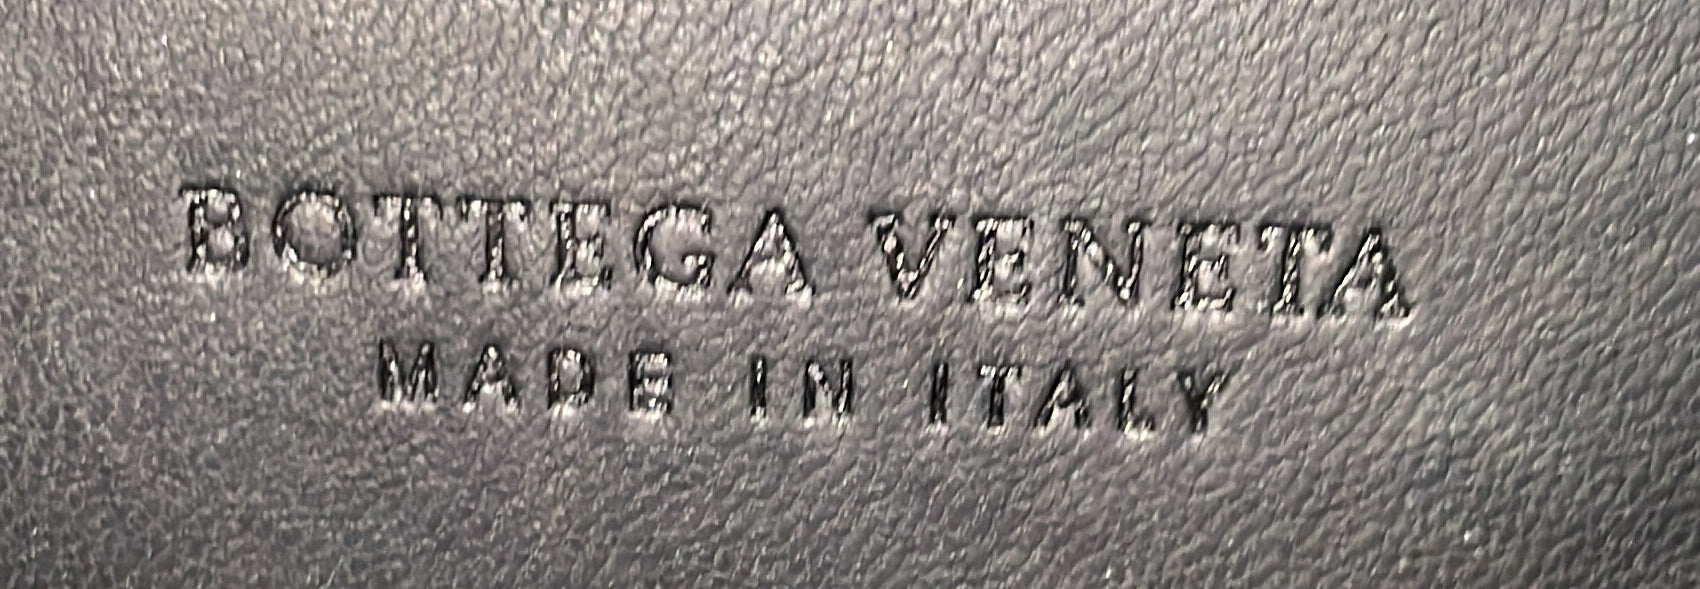 BOTTEGA VENETA
MADE IN ITALY